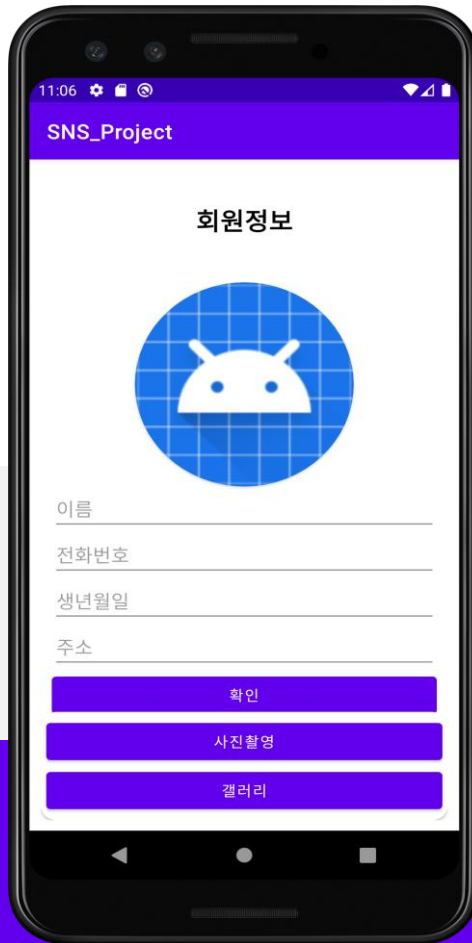 11:06
SNS_Project
회원정보
이름
전화번호
생년월일
주소
확인
사진촬영
갤러리